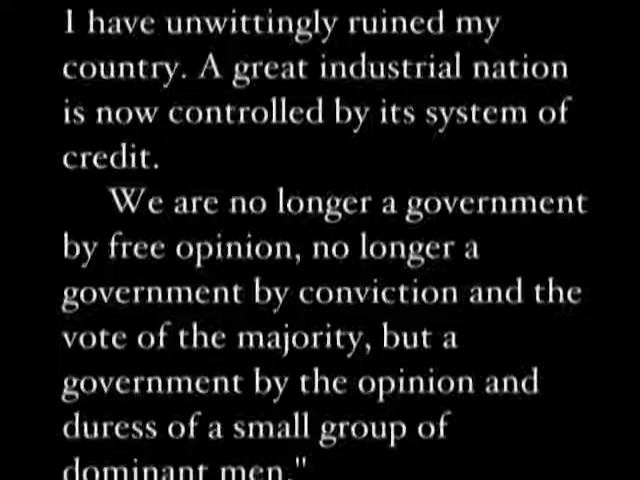 I have unwittingly ruined my
country. A great industrial nation
is now controlled by its system of
credit.
We are no longer a government
by free opinion, no longer a
government by conviction and the
vote of the majority, but a
government by the opinion and
duress of a small group of
dominant men."